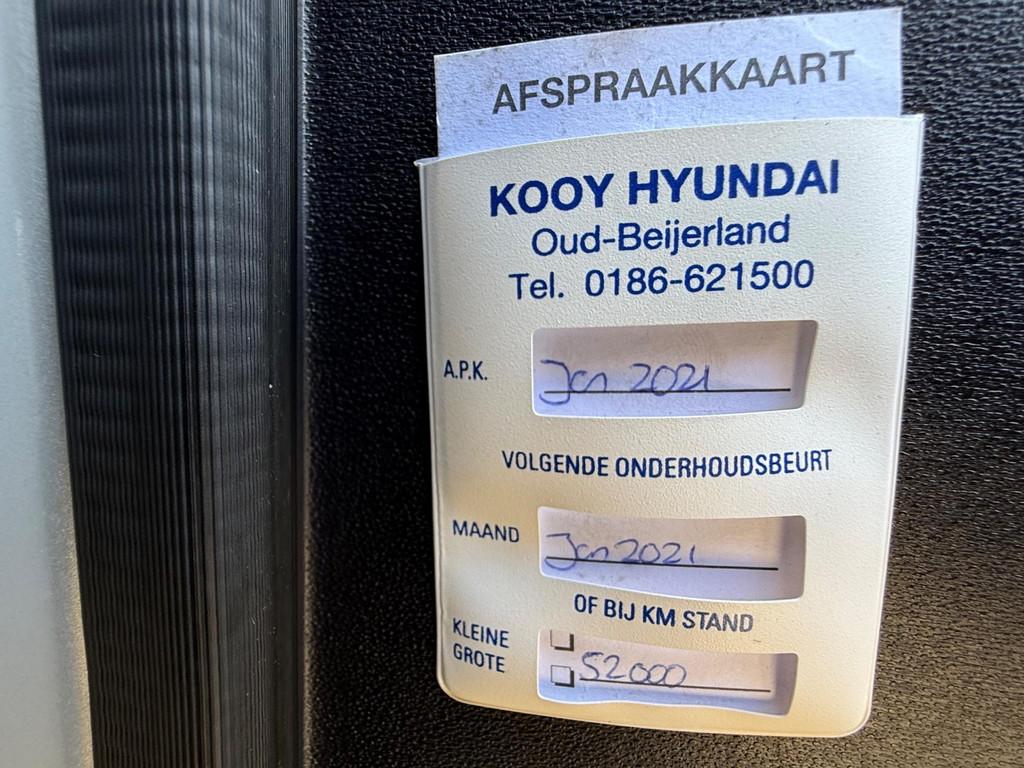 AFSPRAAKKAART
KOOY HYUNDAI
Oud-Beijerland
Tel. 0186-621500
A.P.K. Jan 2021
VOLGENDE ONDERHOUDSBEURT
MAAND Jan 2021
OF BIJ KM STAND
KLEINE
GROTE 52000